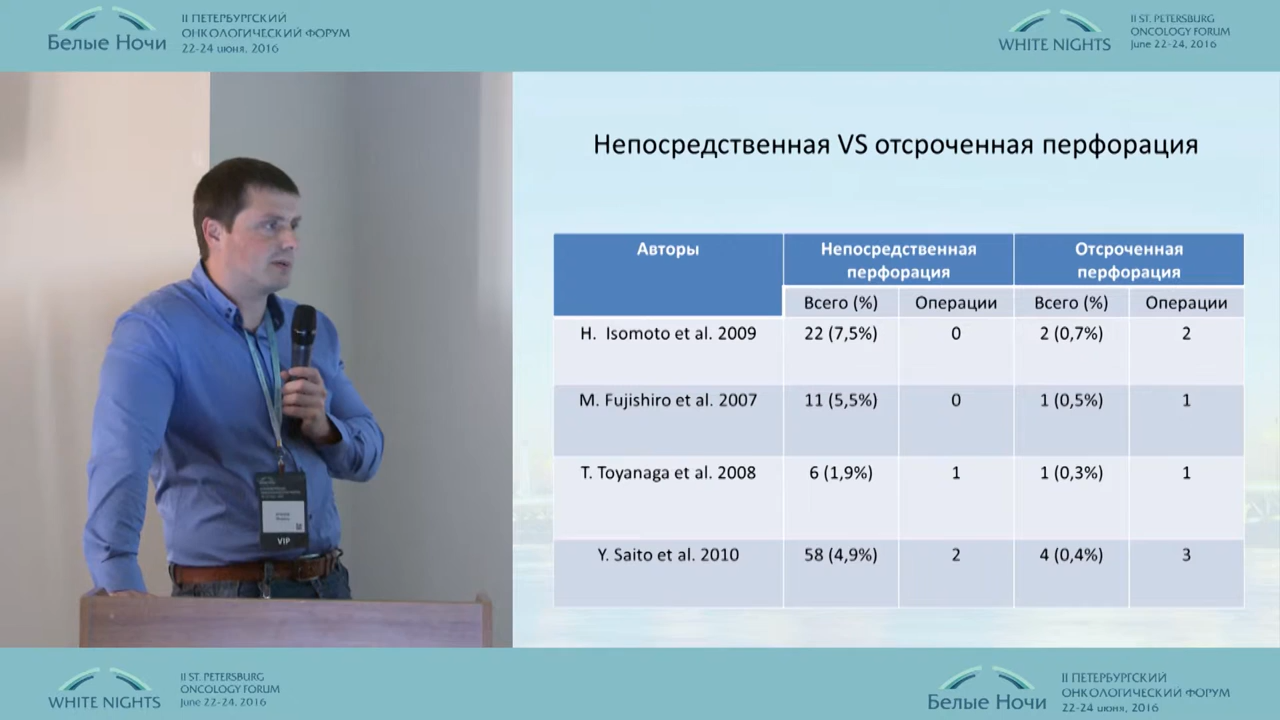 II ПЕТЕРБУРГСКИЙ
ОНКОЛОГИЧЕСКИЙ ФОРУМ
Белые Ночи
22-24 июня, 2016
II ST. PETERSBURG
ONCOLOGY FORUM
WHITE NIGHTS
June 22-24, 2016
Непосредственная VS отсроченная перфорация
Авторы
Непосредственная
перфорация
Отсроченная
перфорация
Всего (%) Операции Всего (%) Операции
H. Isomoto et al. 2009 22 (7,5%) 0 2 (0,7%) 2
M. Fujishiro et al. 2007 11 (5,5%) 0 1 (0,5%) 1
T. Toyanaga et al. 2008 6 (1,9%) 1 1 (0,3%) 1
Y. Saito et al. 2010 58 (4,9%) 2 4 (0,4%) 3
VIP
II ST. PETERSBURG
ONCOLOGY FORUM
WHITE NIGHTS
June 22-24, 2016
II ПЕТЕРБУРГСКИЙ
ОНКОЛОГИЧЕСКИЙ ФОРУМ
Белые Ночи
22-24 июня, 2016